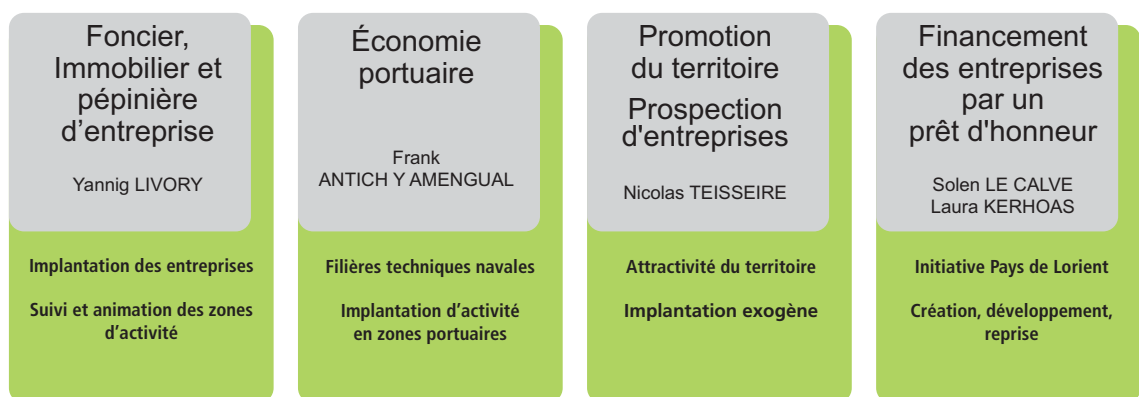 Foncier,
Immobilier et
pépinière
d’entreprise
Yannig LIVORY
Implantation des entreprises
Suivi et animation des zones
d’activité
Économie
portuaire
Frank
ANTICH Y AMENGUAL
Filières techniques navales
Implantation d’activité
en zones portuaires
Promotion
du territoire
Prospection
d'entreprises
Nicolas TEISSEIRE
Attractivité du territoire
Implantation exogène
Financement
des entreprises
par un
prêt d'honneur
Solen LE CALVE
Laura KERHOAS
Initiative Pays de Lorient
Création, développement,
reprise